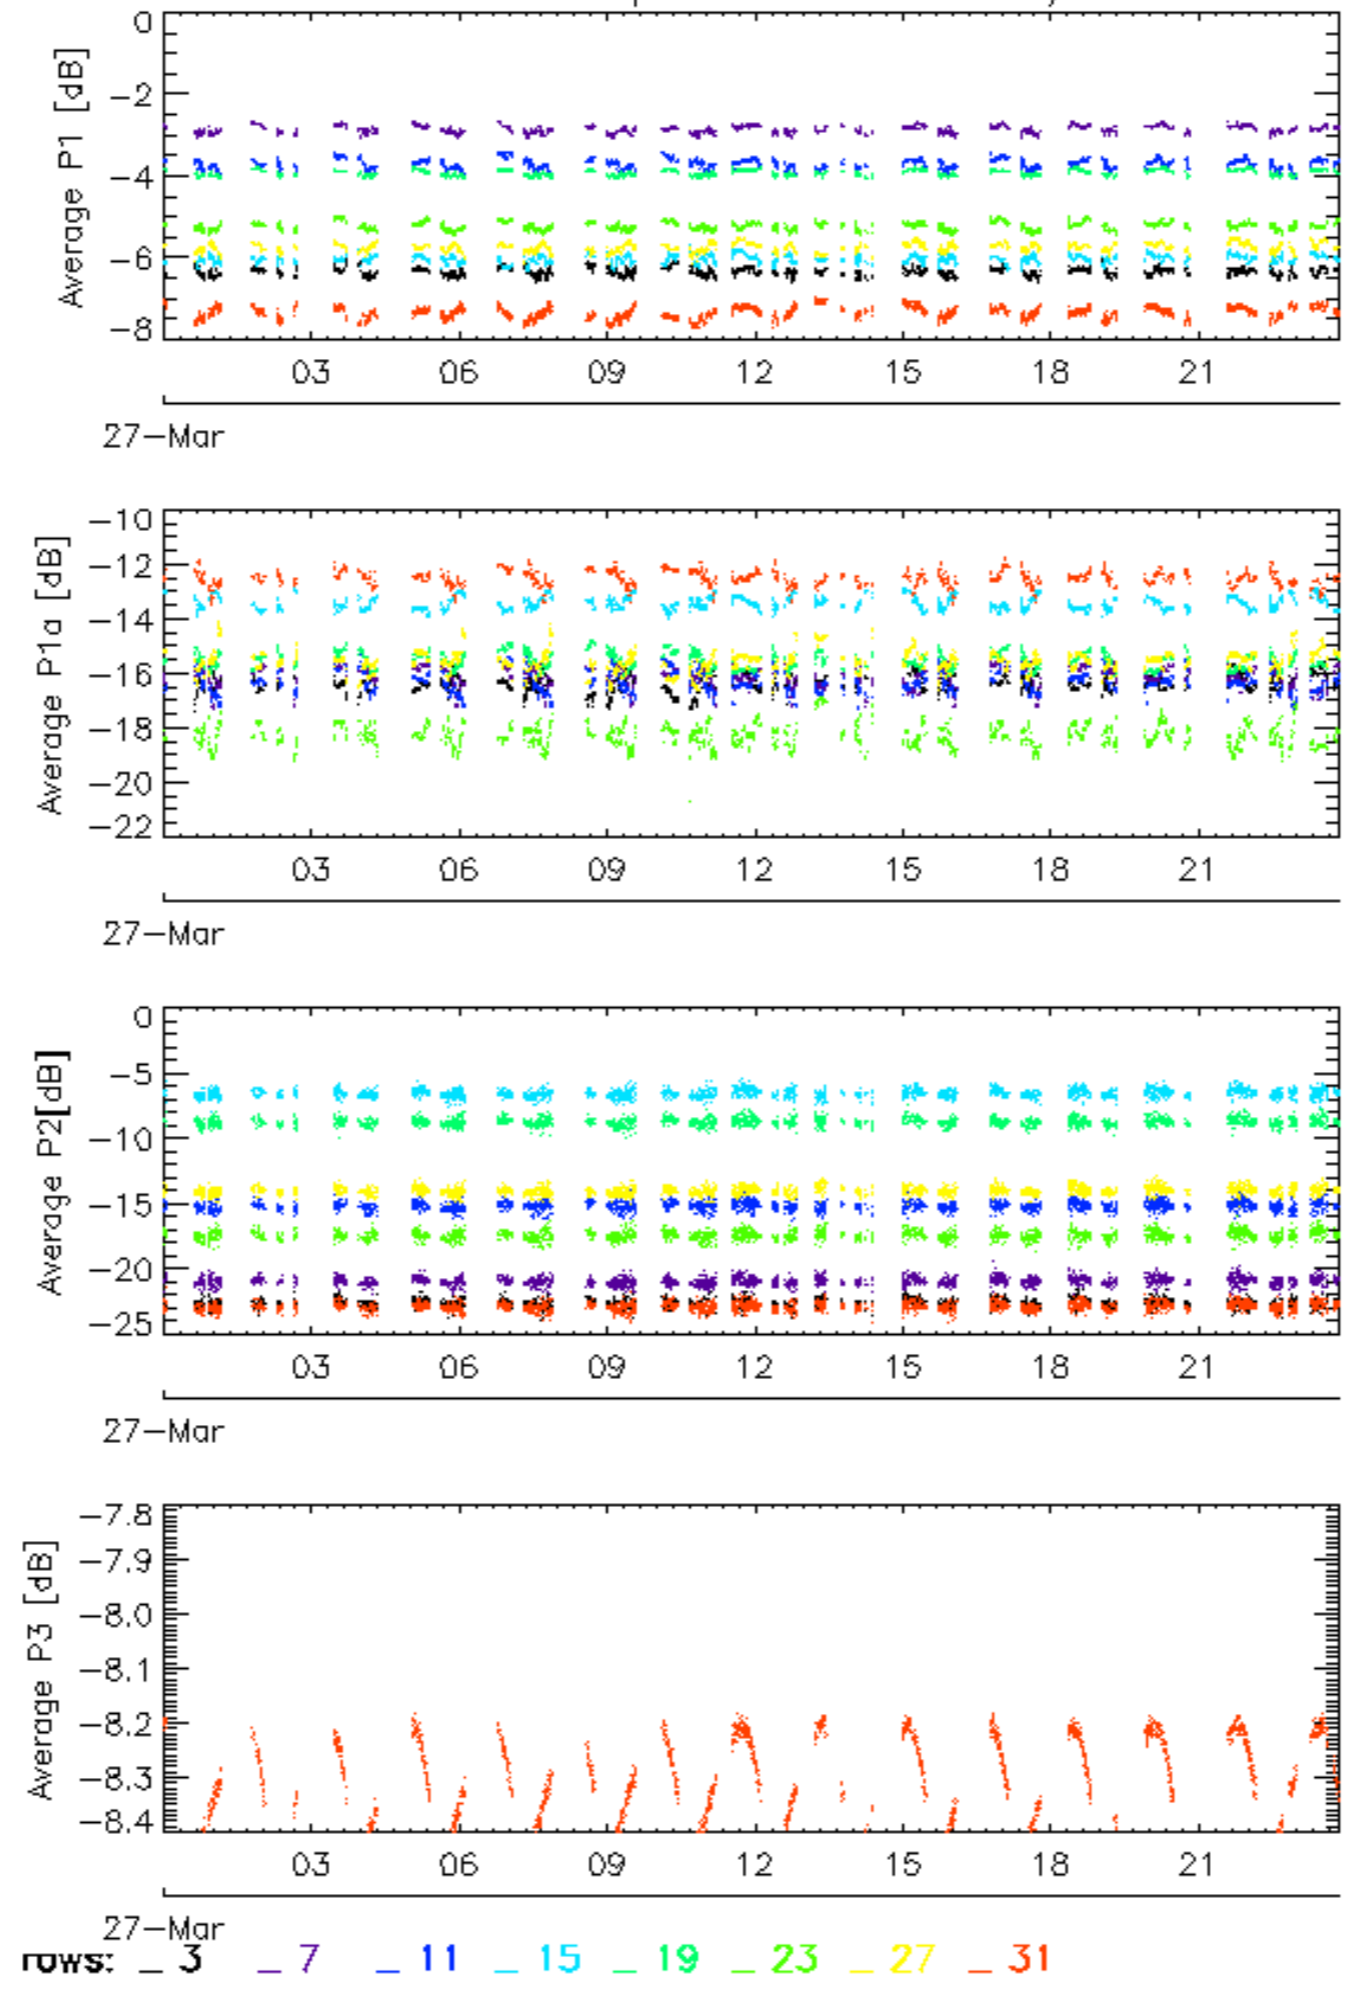 0
-2
-4
-6
-8
Average P1 [dB]
03 06 09 12 15 18 21
27-Mar
-10
-12
-14
-16
-18
-20
-22
Average P1a [dB]
03 06 09 12 15 18 21
27-Mar
0
-5
-10
-15
-20
-25
Average P2[dB]
03 06 09 12 15 18 21
27-Mar
-7.8
-7.9
-8.0
-8.1
-8.2
-8.3
-8.4
Average P3 [dB]
03 06 09 12 15 18 21
27-Mar
rows: _ 3 _ 7 _ 11 _ 15 _ 19 _ 23 _ 27 _ 31